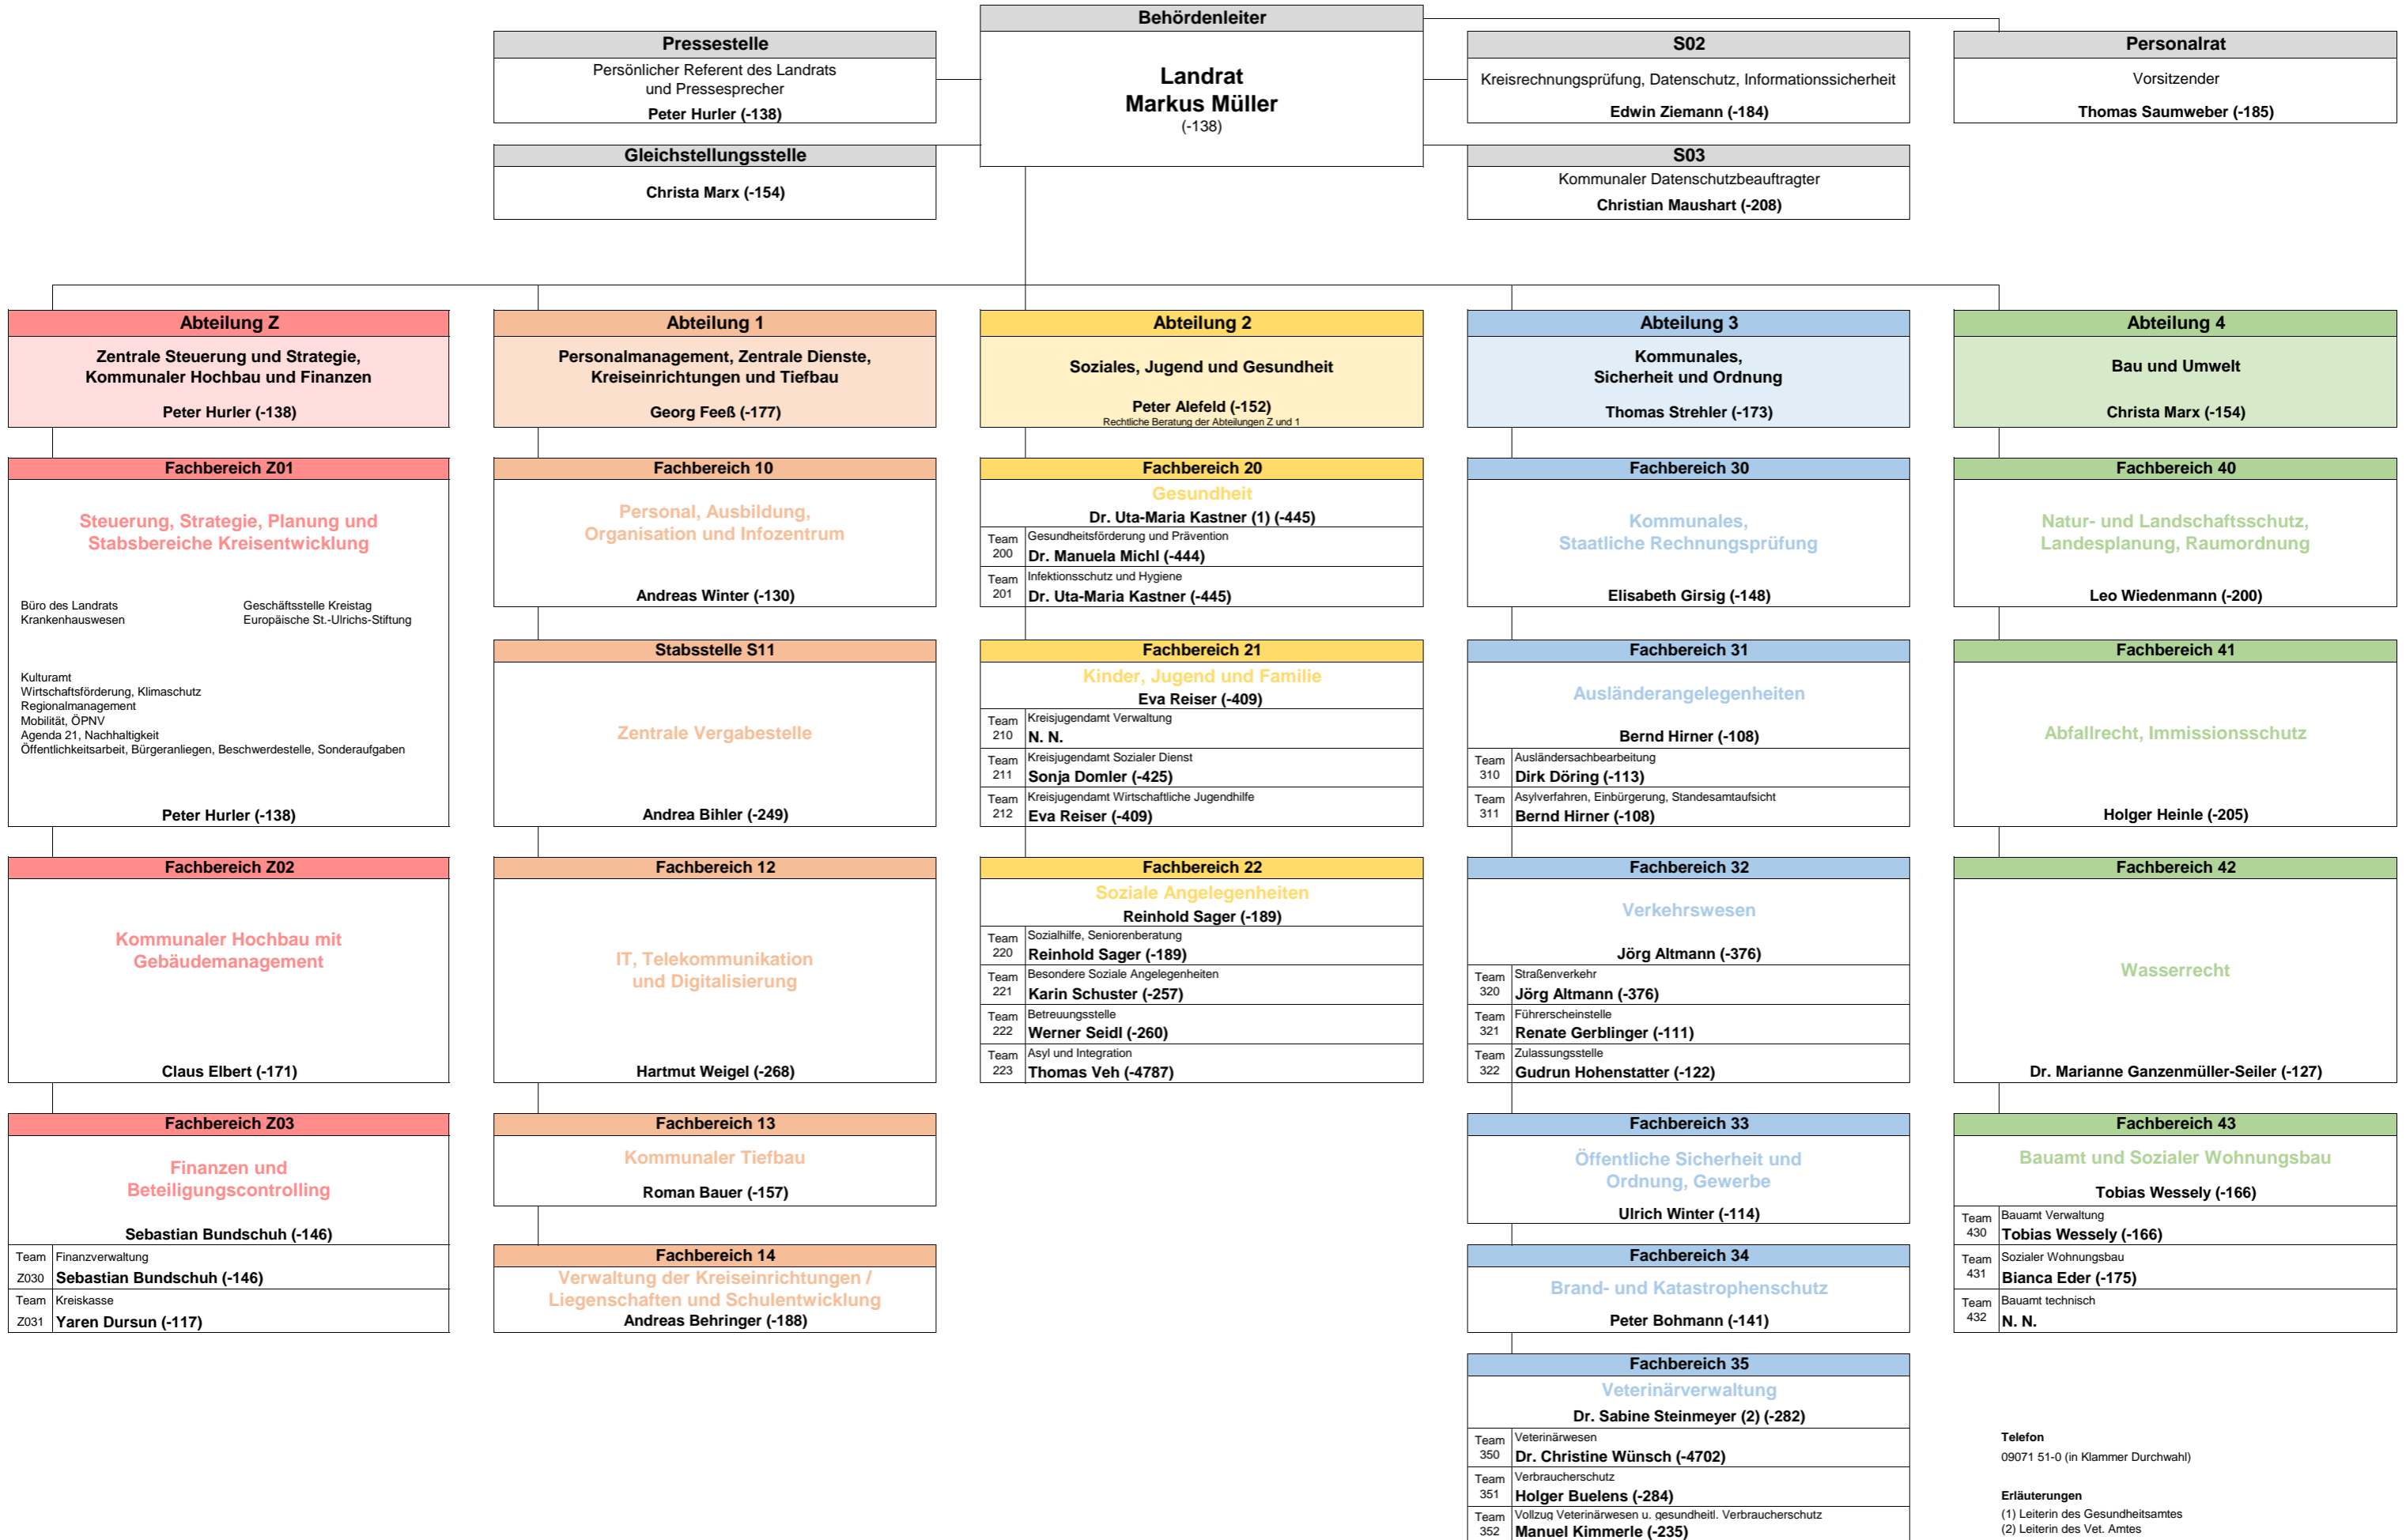 Behördenleiter
Landrat
Markus Müller
(-138)
Pressestelle
Persönlicher Referent des Landrats
und Pressesprecher
Peter Hurler (-138)
Gleichstellungsstelle
Christa Marx (-154)
S02
Kreisrechnungsprüfung, Datenschutz, Informationssicherheit
Edwin Ziemann (-184)
S03
Kommunaler Datenschutzbeauftragter
Christian Maushart (-208)
Personalrat
Vorsitzender
Thomas Saumweber (-185)
Abteilung Z
Zentrale Steuerung und Strategie,
Kommunaler Hochbau und Finanzen
Peter Hurler (-138)
Fachbereich Z01
Steuerung, Strategie, Planung und
Stabsbereiche Kreisentwicklung
Büro des Landrats Geschäftsstelle Kreistag
Krankenhauswesen Europäische St.-Ulrichs-Stiftung
Kulturamt
Wirtschaftsförderung, Klimaschutz
Regionalmanagement
Mobilität, ÖPNV
Agenda 21, Nachhaltigkeit
Öffentlichkeitsarbeit, Bürgeranliegen, Beschwerdestelle, Sonderaufgaben
Peter Hurler (-138)
Fachbereich Z02
Kommunaler Hochbau mit
Gebäudemanagement
Claus Elbert (-171)
Fachbereich Z03
Finanzen und
Beteiligungscontrolling
Sebastian Bundschuh (-146)
Team Finanzverwaltung
Z030 Sebastian Bundschuh (-146)
Team Kreiskasse
Z031 Yaren Dursun (-117)
Abteilung 1
Personalmanagement, Zentrale Dienste,
Kreiseinrichtungen und Tiefbau
Georg Feeß (-177)
Fachbereich 10
Personal, Ausbildung,
Organisation und Infozentrum
Andreas Winter (-130)
Stabsstelle S11
Zentrale Vergabestelle
Andrea Bihler (-249)
Fachbereich 12
IT, Telekommunikation
und Digitalisierung
Hartmut Weigel (-268)
Fachbereich 13
Kommunaler Tiefbau
Roman Bauer (-157)
Fachbereich 14
Verwaltung der Kreiseinrichtungen /
Liegenschaften und Schulentwicklung
Andreas Behringer (-188)
Abteilung 2
Soziales, Jugend und Gesundheit
Peter Alefeld (-152)
Rechtliche Beratung der Abteilungen Z und 1
Fachbereich 20
Gesundheit
Dr. Uta-Maria Kastner (1) (-445)
Team Gesundheitsförderung und Prävention
200 Dr. Manuela Michl (-444)
Team Infektionsschutz und Hygiene
201 Dr. Uta-Maria Kastner (-445)
Fachbereich 21
Kinder, Jugend und Familie
Eva Reiser (-409)
Team Kreisjugendamt Verwaltung
210 N. N.
Team Kreisjugendamt Sozialer Dienst
211 Sonja Domler (-425)
Team Kreisjugendamt Wirtschaftliche Jugendhilfe
212 Eva Reiser (-409)
Fachbereich 22
Soziale Angelegenheiten
Reinhold Sager (-189)
Team Sozialhilfe, Seniorenberatung
220 Reinhold Sager (-189)
Team Besondere Soziale Angelegenheiten
221 Karin Schuster (-257)
Team Betreuungsstelle
222 Werner Seidl (-260)
Team Asyl und Integration
223 Thomas Veh (-4787)
Abteilung 3
Kommunales,
Sicherheit und Ordnung
Thomas Strehler (-173)
Fachbereich 30
Kommunales,
Staatliche Rechnungsprüfung
Elisabeth Girsig (-148)
Fachbereich 31
Ausländerangelegenheiten
Bernd Hirner (-108)
Team Ausländersachbearbeitung
310 Dirk Döring (-113)
Team Asylverfahren, Einbürgerung, Standesamtaufsicht
311 Bernd Hirner (-108)
Fachbereich 32
Verkehrswesen
Jörg Altmann (-376)
Team Straßenverkehr
320 Jörg Altmann (-376)
Team Führerscheinstelle
321 Renate Gerblinger (-111)
Team Zulassungsstelle
322 Gudrun Hohenstatter (-122)
Fachbereich 33
Öffentliche Sicherheit und
Ordnung, Gewerbe
Ulrich Winter (-114)
Fachbereich 34
Brand- und Katastrophenschutz
Peter Bohmann (-141)
Fachbereich 35
Veterinärverwaltung
Dr. Sabine Steinmeyer (2) (-282)
Team Veterinärwesen
350 Dr. Christine Wünsch (-4702)
Team Verbraucherschutz
351 Holger Buelens (-284)
Team Vollzug Veterinärwesen u. gesundheitl. Verbraucherschutz
352 Manuel Kimmerle (-235)
Abteilung 4
Bau und Umwelt
Christa Marx (-154)
Fachbereich 40
Natur- und Landschaftsschutz,
Landesplanung, Raumordnung
Leo Wiedenmann (-200)
Fachbereich 41
Abfallrecht, Immissionsschutz
Holger Heinle (-205)
Fachbereich 42
Wasserrecht
Dr. Marianne Ganzenmüller-Seiler (-127)
Fachbereich 43
Bauamt und Sozialer Wohnungsbau
Tobias Wessely (-166)
Team Bauamt Verwaltung
430 Tobias Wessely (-166)
Team Sozialer Wohnungsbau
431 Bianca Eder (-175)
Team Bauamt technisch
432 N. N.
Telefon
09071 51-0 (in Klammer Durchwahl)
Erläuterungen
(1) Leiterin des Gesundheitsamtes
(2) Leiterin des Vet. Amtes